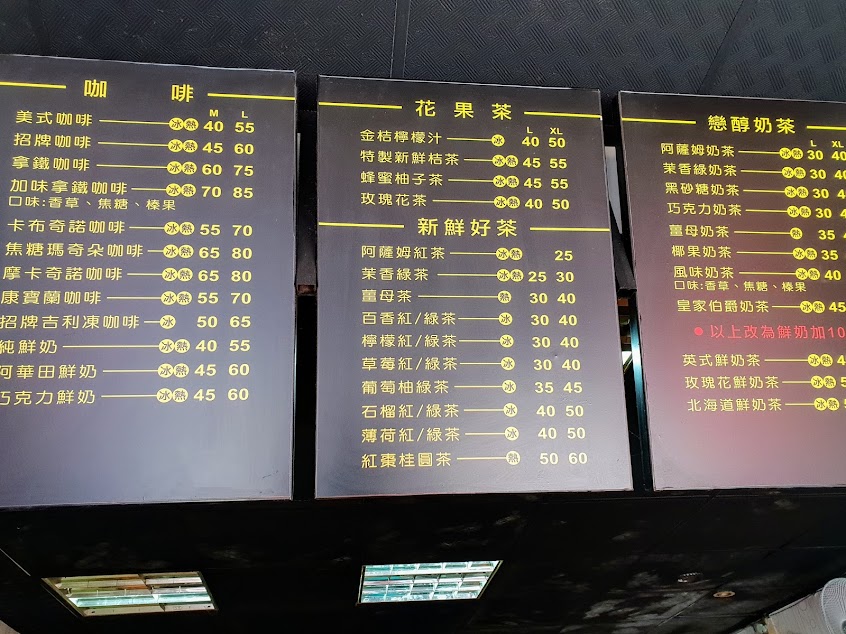 咖 啡
M L
美式咖啡 冰熱 40 55
招牌咖啡 冰熱 45 60
拿鐵咖啡 冰熱 60 75
加味拿鐵咖啡 冰熱 70 85
口味:香草、焦糖、榛果
卡布奇諾咖啡 冰熱 55 70
焦糖瑪奇朵咖啡 冰熱 65 80
摩卡奇諾咖啡 冰熱 65 80
康寶蘭咖啡 冰熱 55 70
招牌吉利凍咖啡 冰 50 65
純鮮奶 冰熱 40 55
阿華田鮮奶 冰熱 45 60
巧克力鮮奶 冰熱 45 60
花果茶
L XL
金桔檸檬汁 冰 40 50
特製新鮮桔茶 冰熱 45 55
蜂蜜柚子茶 冰熱 45 55
玫瑰花茶 冰熱 40 50
新鮮好茶
阿薩姆紅茶 冰熱 25
茉香綠茶 冰熱 25 30
薑母茶 熱 30 40
百香紅/綠茶 冰 30 40
檸檬紅/綠茶 冰 30 40
草莓紅/綠茶 冰 30 40
葡萄柚綠茶 冰 35 45
石榴紅/綠茶 冰 40 50
薄荷紅/綠茶 冰 40 50
紅棗桂圓茶 熱 50 60
戀醇奶茶
L XL
阿薩姆奶茶 冰熱 30 40
茉香綠奶茶 冰熱 30 40
黑砂糖奶茶 冰熱 30 40
巧克力奶茶 冰熱 30 4
薑母奶茶 熱 35 4
椰果奶茶 冰 35
風味奶茶 冰熱 40
口味:香草、焦糖、榛果
皇家伯爵奶茶 冰熱 45
●以上改為鮮奶加10
英式鮮奶茶 冰熱 4
玫瑰花鮮奶茶 冰熱
北海道鮮奶茶 冰熱